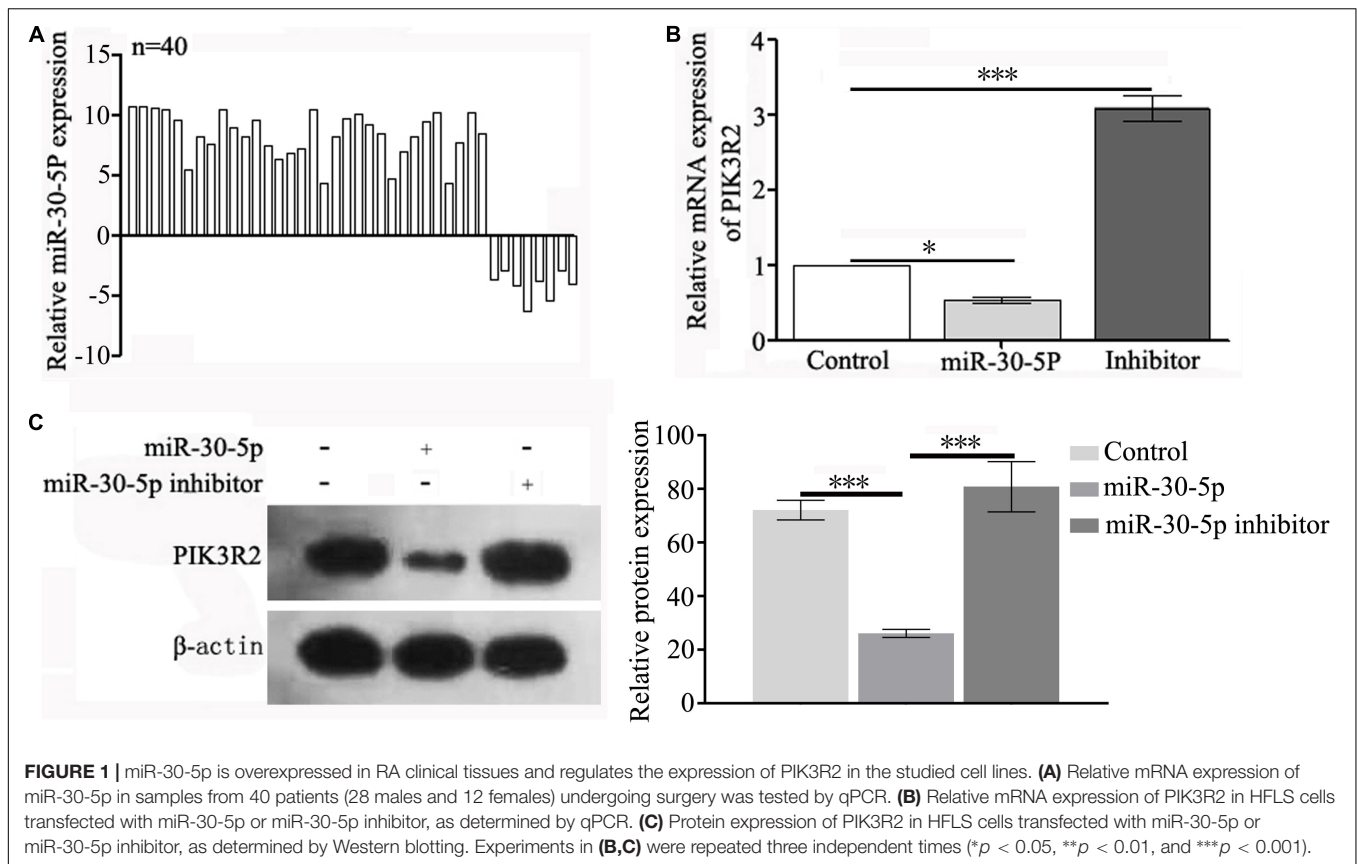 A
n=40
Relative miR-30-5P expression
15
10
5
0
-5
-10
B
Relative mRNA expression
of PIK3R2
4
3
2
1
0
***
*
Control miR-30-5P Inhibitor
C
miR-30-5p - + -
miR-30-5p inhibitor - - +
PIK3R2
β-actin
Relative protein expression
100
80
60
40
20
0
***
***
Control
miR-30-5p
miR-30-5p inhibitor
FIGURE 1 | miR-30-5p is overexpressed in RA clinical tissues and regulates the expression of PIK3R2 in the studied cell lines. (A) Relative mRNA expression of
miR-30-5p in samples from 40 patients (28 males and 12 females) undergoing surgery was tested by qPCR. (B) Relative mRNA expression of PIK3R2 in HFLS cells
transfected with miR-30-5p or miR-30-5p inhibitor, as determined by qPCR. (C) Protein expression of PIK3R2 in HFLS cells transfected with miR-30-5p or
miR-30-5p inhibitor, as determined by Western blotting. Experiments in (B,C) were repeated three independent times (*p < 0.05, **p < 0.01, and ***p < 0.001).